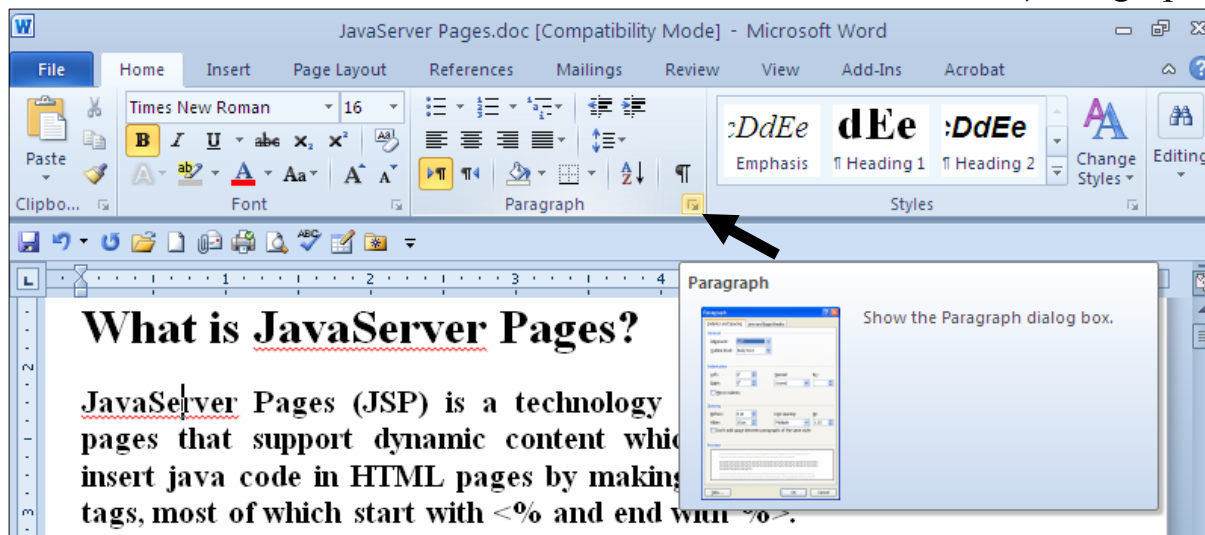 JavaServer Pages.doc [Compatibility Mode] - Microsoft Word
File Home Insert Page Layout References Mailings Review View Add-Ins Acrobat
Times New Roman 16
Paste
B I U abc x₂ x² Aa A A
Emphasis ¶ Heading 1 ¶ Heading 2 Change Styles Editing
Clipbo... Font Paragraph Styles
1 2 3 4
Paragraph
Show the Paragraph dialog box.
What is JavaServer Pages?
JavaServer Pages (JSP) is a technology
pages that support dynamic content
insert java code in HTML pages by making
tags, most of which start with <% and end with %>.